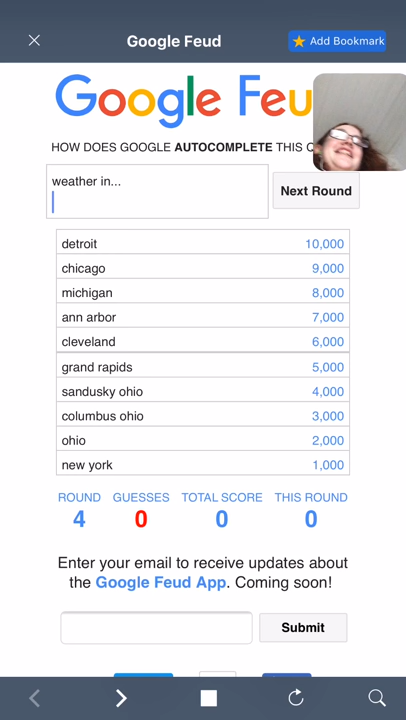 Google Feud
Add Bookmark
Google Feu
HOW DOES GOOGLE AUTOCOMPLETE THIS
weather in...
Next Round
detroit 10,000
chicago 9,000
michigan 8,000
ann arbor 7,000
cleveland 6,000
grand rapids 5,000
sandusky ohio 4,000
columbus ohio 3,000
ohio 2,000
new york 1,000
ROUND GUESSES TOTAL SCORE THIS ROUND
4 0 0 0
Enter your email to receive updates about
the Google Feud App. Coming soon!
Submit